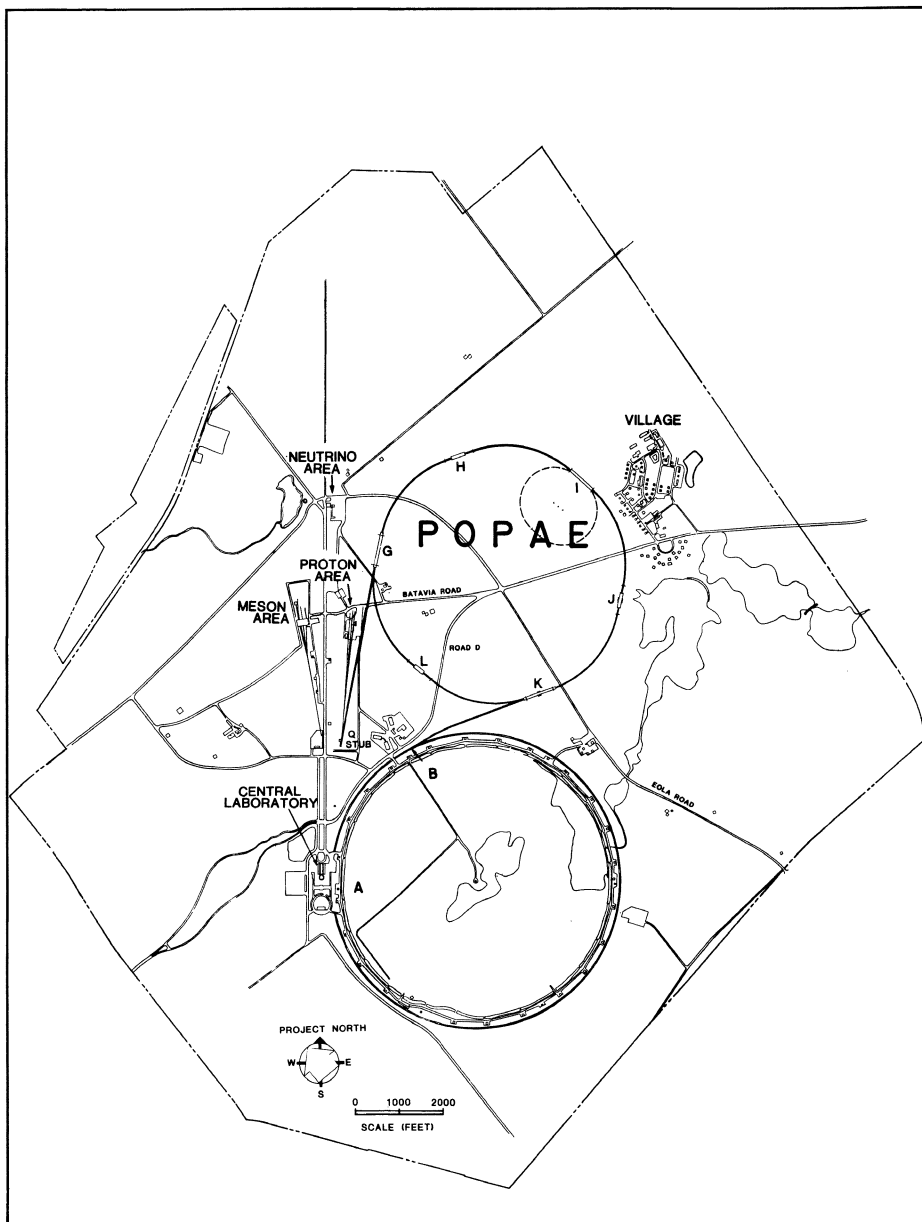 VILLAGE
H
NEUTRINO
AREA
I
POPAE
G
PROTON
AREA
BATAVIA ROAD
MESON
AREA
J
ROAD D
L
K
Q
STUB
B
CENTRAL
LABORATORY
EOLA ROAD
A
PROJECT NORTH
W
E
S
0 1000 2000
SCALE (FEET)